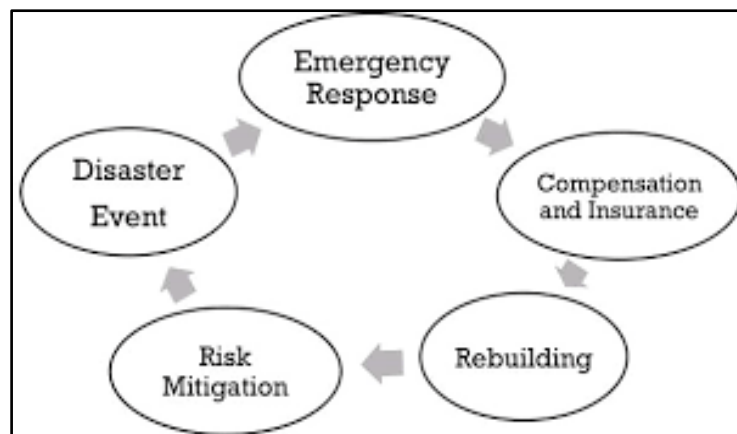 Emergency
Response
Disaster
Event
Compensation
and Insurance
Risk
Mitigation
Rebuilding